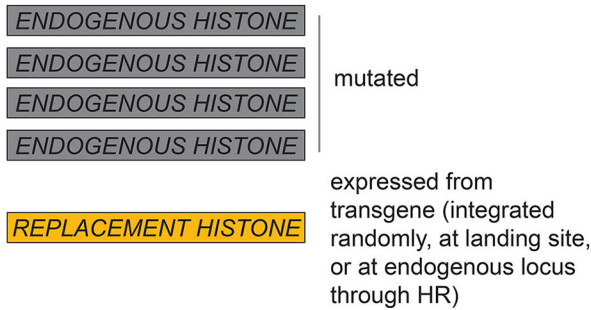 ENDOGENOUS HISTONE
ENDOGENOUS HISTONE
ENDOGENOUS HISTONE
ENDOGENOUS HISTONE
mutated
REPLACEMENT HISTONE
expressed from
transgene (integrated
randomly, at landing site,
or at endogenous locus
through HR)